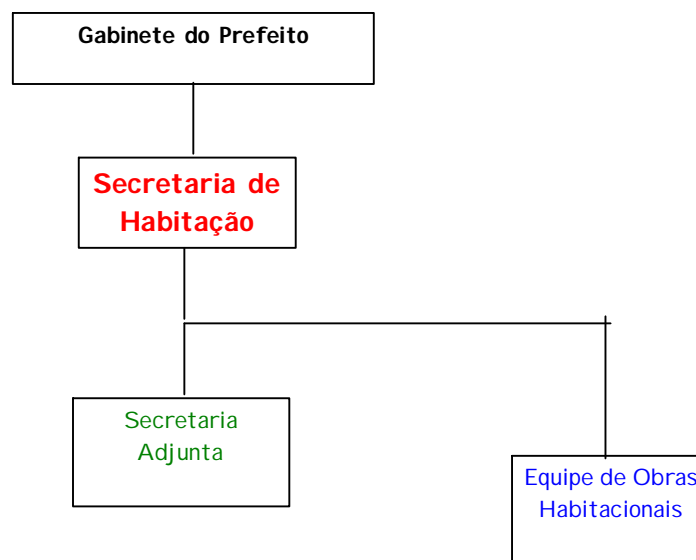 Gabinete do Prefeito
Secretaria de
Habitação
Secretaria
Adjunta
Equipe de Obras
Habitacionais